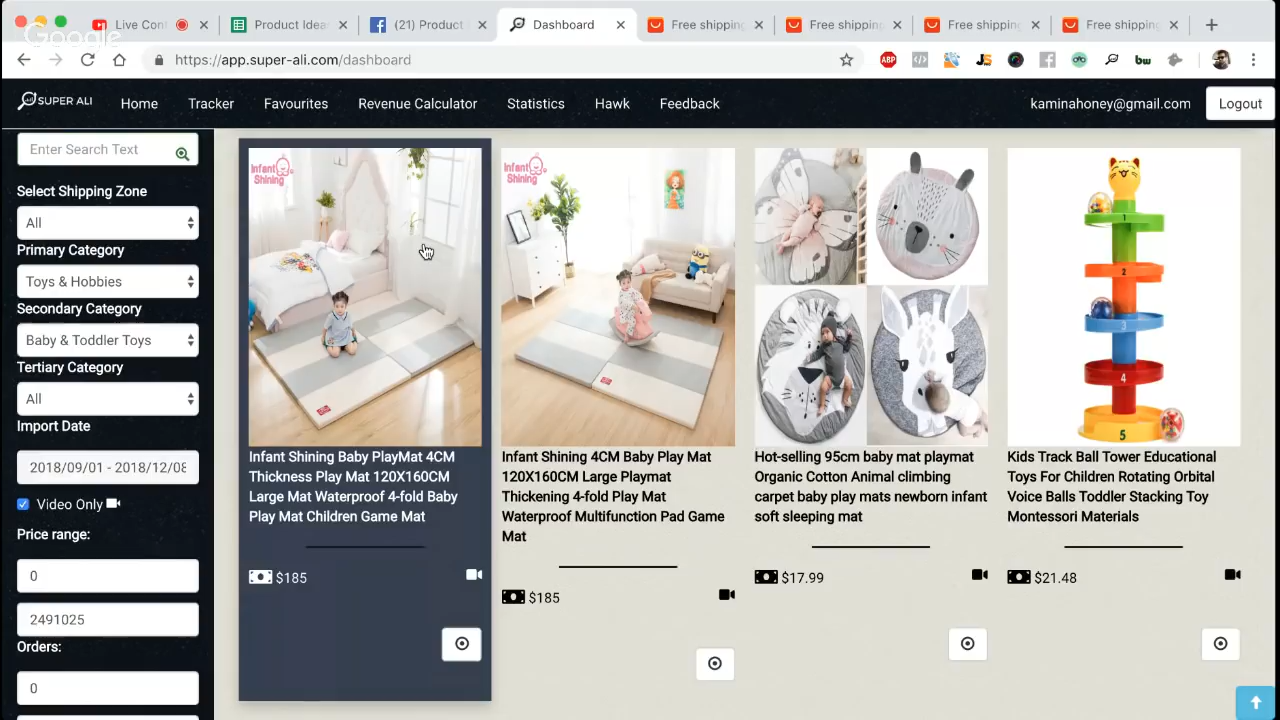 Live Cont
Product Idea
(21) Product
Dashboard
Free shipping
Free shipping
Free shipping
Free shipping
Google
https://app.super-ali.com/dashboard
ABP
JS
bw
SUPER ALI
Home
Tracker
Favourites
Revenue Calculator
Statistics
Hawk
Feedback
kaminahoney@gmail.com
Logout
Enter Search Text
Select Shipping Zone
All
Primary Category
Toys & Hobbies
Secondary Category
Baby & Toddler Toys
Tertiary Category
All
Import Date
2018/09/01 - 2018/12/08
Video Only
Price range:
0
2491025
Orders:
0
Infant
Shining
Infant Shining Baby PlayMat 4CM
Thickness Play Mat 120X160CM
Large Mat Waterproof 4-fold Baby
Play Mat Children Game Mat
$185
Infant
Shining
Infant Shining 4CM Baby Play Mat
120X160CM Large Playmat
Thickening 4-fold Play Mat
Waterproof Multifunction Pad Game
Mat
$185
Hot-selling 95cm baby mat playmat
Organic Cotton Animal climbing
carpet baby play mats newborn infant
soft sleeping mat
$17.99
1
2
3
4
5
Kids Track Ball Tower Educational
Toys For Children Rotating Orbital
Voice Balls Toddler Stacking Toy
Montessori Materials
$21.48